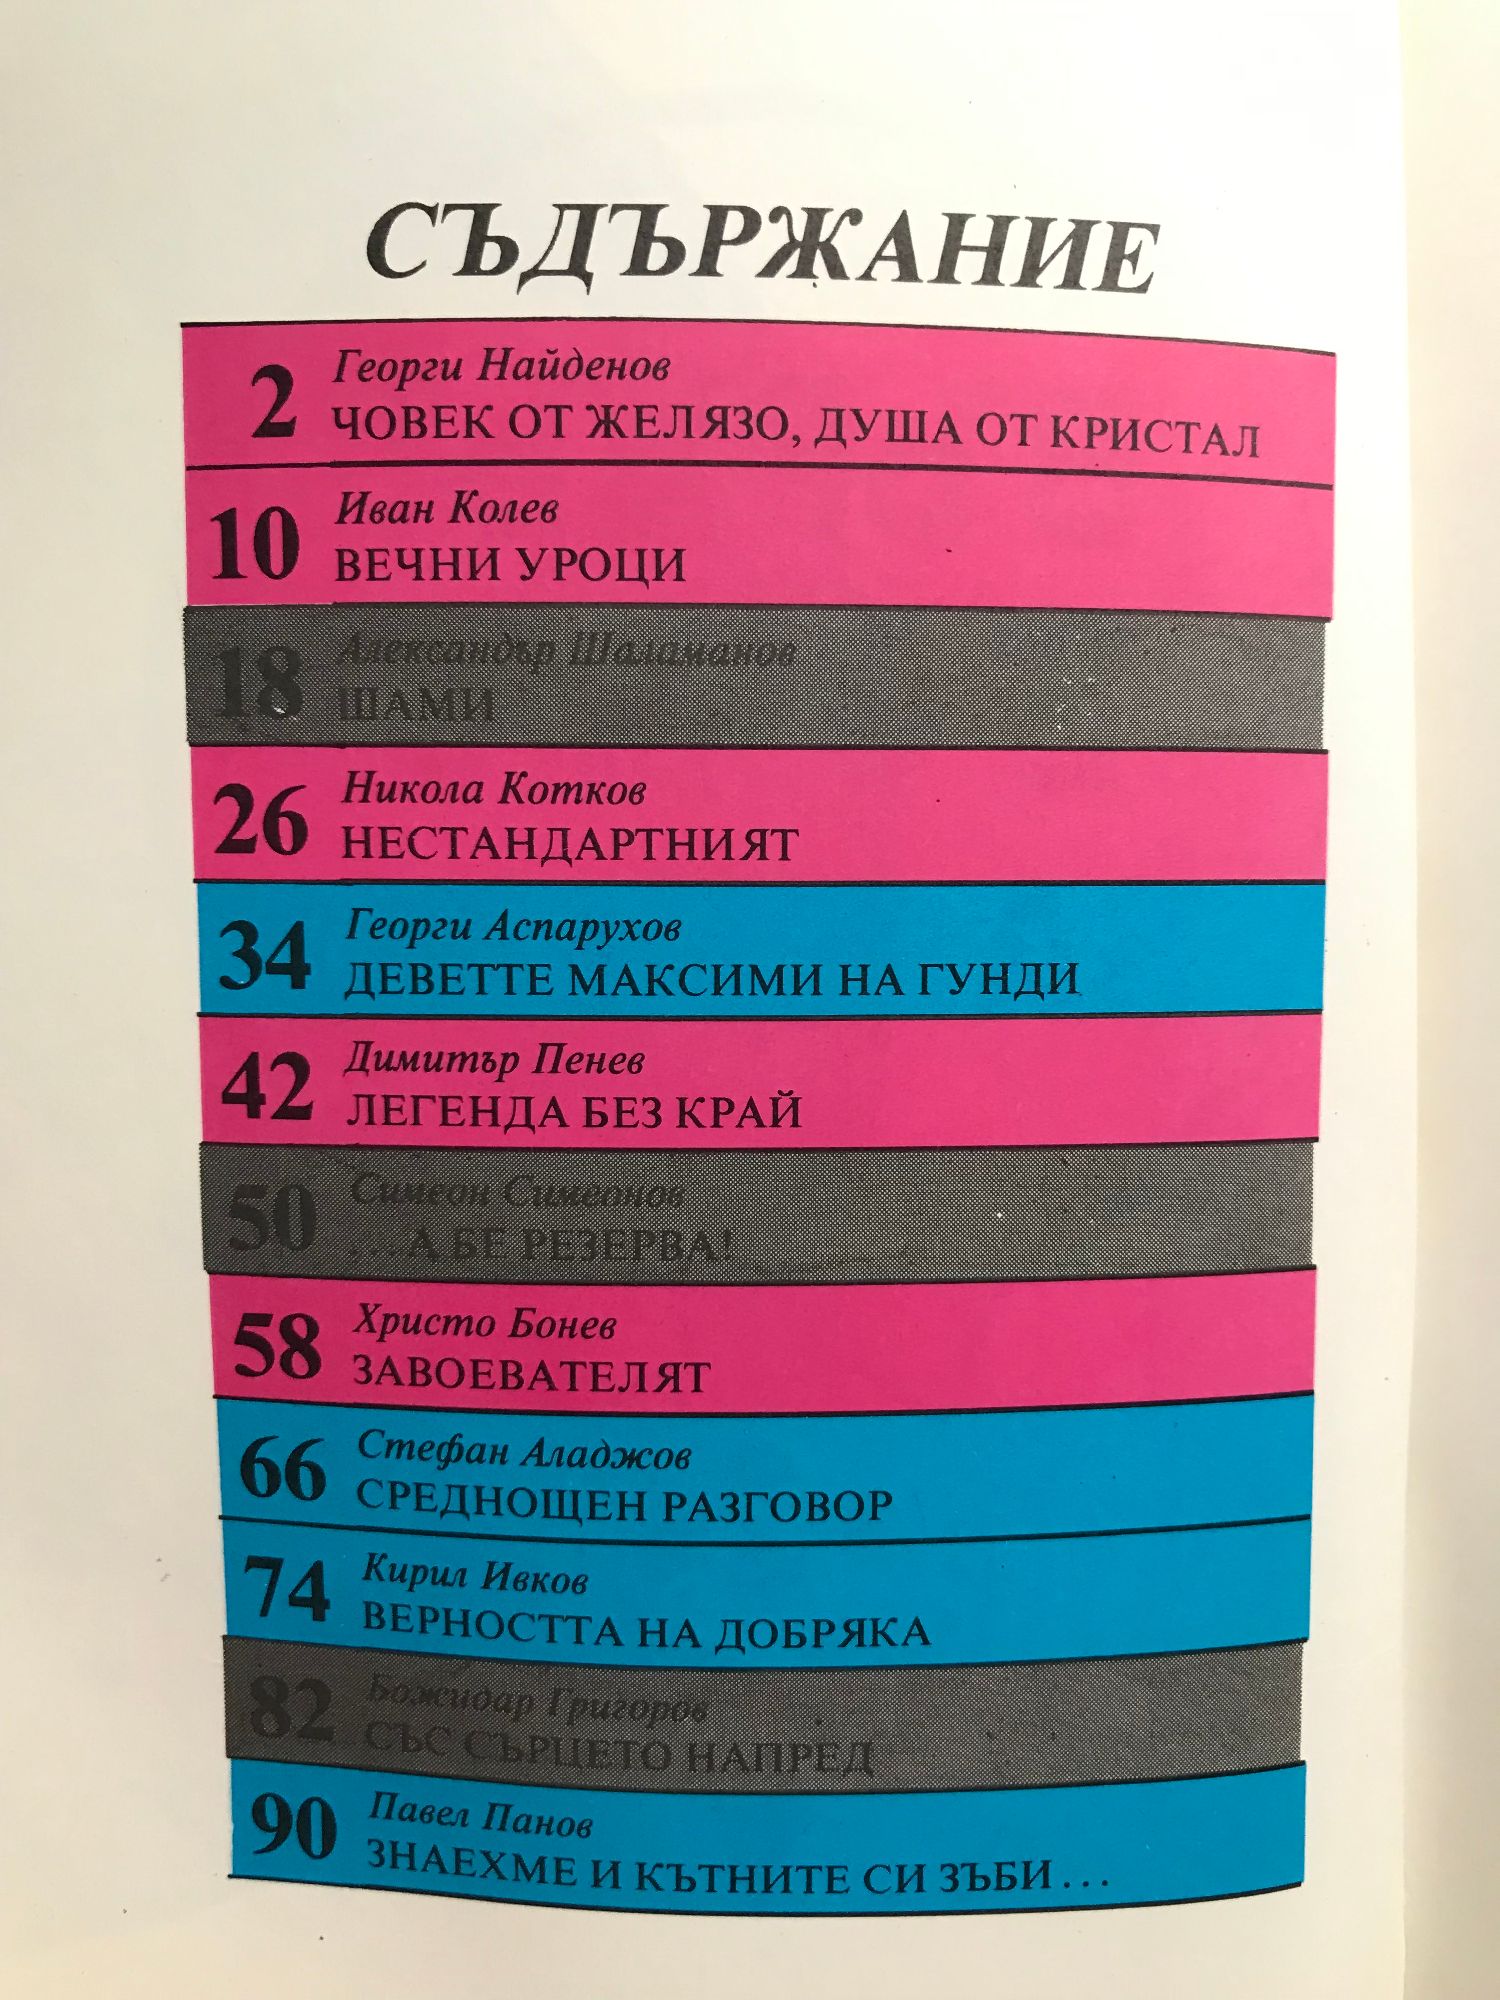 СЪДЪРЖАНИЕ
2 Георги Найденов
ЧОВЕК ОТ ЖЕЛЯЗО, ДУША ОТ КРИСТАЛ
10 Иван Колев
ВЕЧНИ УРОЦИ
18 Александър Шаламанов
ШАМИ
26 Никола Котков
НЕСТАНДАРТНИЯТ
34 Георги Аспарухов
ДЕВЕТТЕ МАКСИМИ НА ГУНДИ
42 Димитър Пенев
ЛЕГЕНДА БЕЗ КРАЙ
50 Симеон Симеонов
...А БЕ РЕЗЕРВА!
58 Христо Бонев
ЗАВОЕВАТЕЛЯТ
66 Стефан Аладжов
СРЕДНОЩЕН РАЗГОВОР
74 Кирил Ивков
ВЕРНОСТТА НА ДОБРЯКА
82 Божидар Григоров
СЪС СЪРЦЕТО НАПРЕД
90 Павел Панов
ЗНАЕХМЕ И КЪТНИТЕ СИ ЗЪБИ...